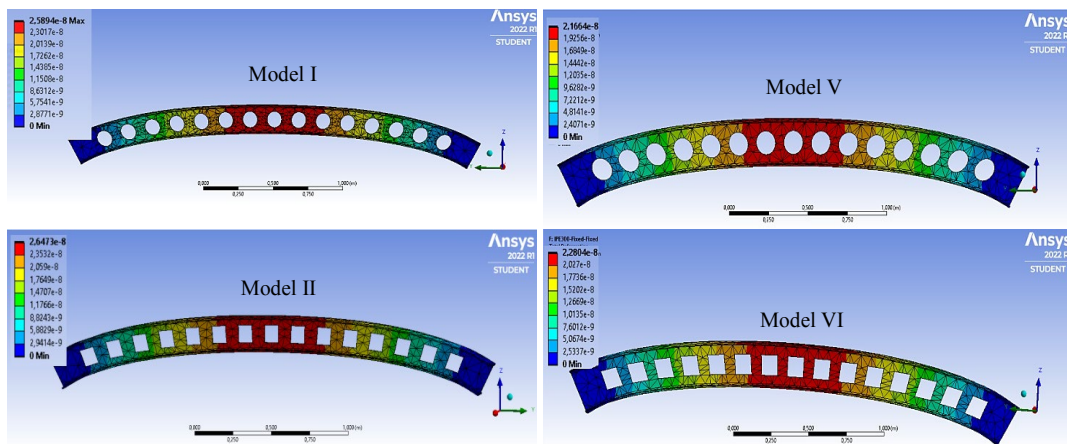 2,5894e-8 Max
2,3017e-8
2,0139e-8
1,7262e-8
1,4385e-8
1,1508e-8
8,6312e-9
5,7541e-9
2,8771e-9
0 Min
Model I
Ansys
2022 R1
STUDENT
Z
0,000
0,500
1,000 (m)
0,250
0,750
2,1664e-8
1,9256e-8
1,6849e-8
1,4442e-8
1,2035e-8
9,6282e-9
7,2212e-9
4,8141e-9
2,4071e-9
0 Min
Model V
Ansys
2022 R1
STUDENT
Z
0,000
0,500
1,000 (m)
0,250
0,750
2,6473e-8
2,3532e-8
2,059e-8
1,7649e-8
1,4707e-8
1,1766e-8
8,8243e-9
5,8829e-9
2,9414e-9
0 Min
Model II
Ansys
2022 R1
STUDENT
Z
Y
0,000
0,500
1,000 (m)
0,250
0,750
2,2804e-8
2,027e-8
1,7736e-8
1,5202e-8
1,2669e-8
1,0135e-8
7,6012e-9
5,0674e-9
2,5337e-9
0 Min
Model VI
Ansys
2022 R1
STUDENT
Z
0,000
0,500
1,000 (m)
0,250
0,750